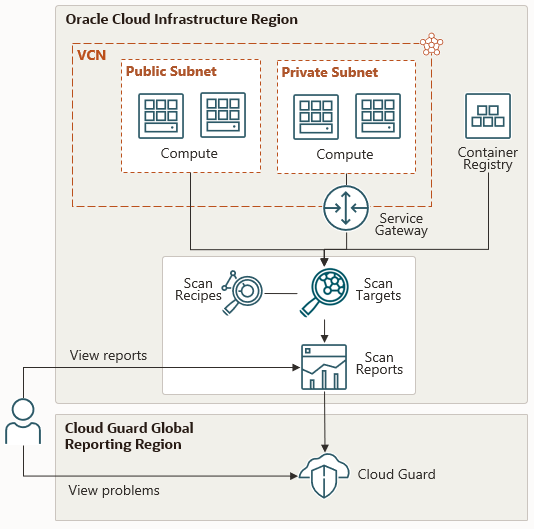 Oracle Cloud Infrastructure Region
VCN
Public Subnet
Private Subnet
Compute
Compute
Container
Registry
Service
Gateway
Scan
Recipes
Scan
Targets
View reports
Scan
Reports
Cloud Guard Global
Reporting Region
Cloud Guard
View problems